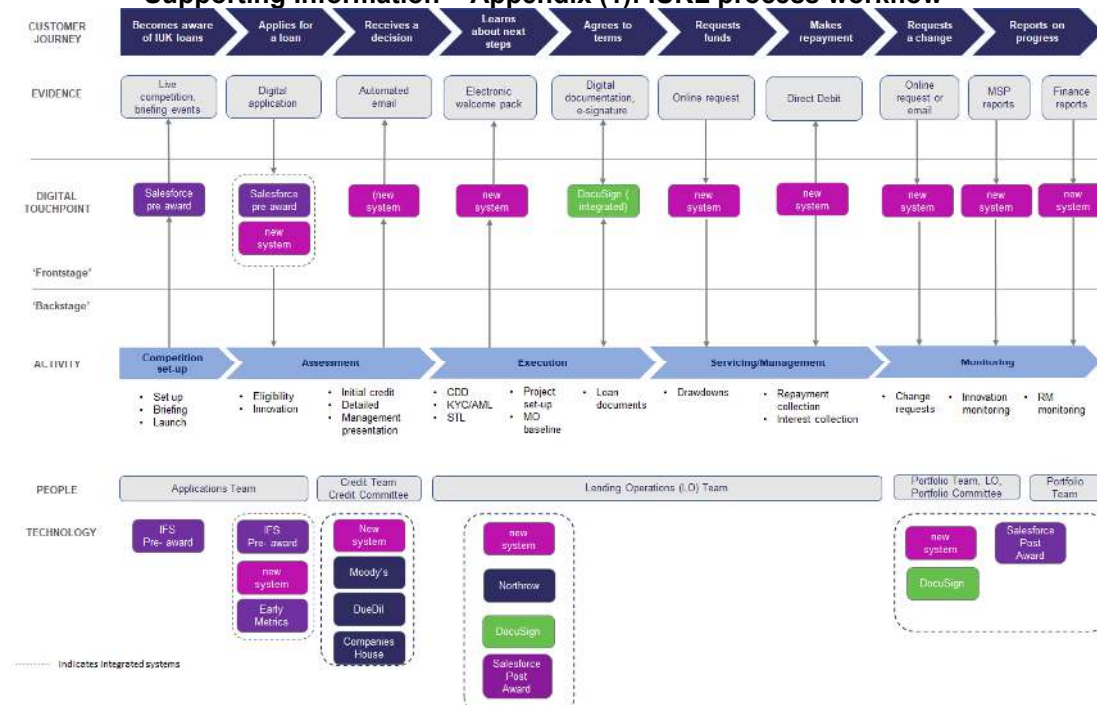 Supporting information – Appendix (1): ISKE process workflow
CUSTOMER
JOURNEY
Becomes aware
of IUK loans
Applies for
a loan
Receives a
decision
Learns
about next
steps
Agrees to
terms
Requests
funds
Makes
repayment
Requests
a change
Reports on
progress
EVIDENCE
Live
competition,
briefing events
Digital
application
Automated
email
Electronic
welcome pack
Digital
documentation,
e-signature
Online request
Direct Debit
Online
request or
email
MSP
reports
Finance
reports
DIGITAL
TOUCHPOINT
Salesforce
pre award
Salesforce
pre award
new
system
(new
system
new
system
DocuSign (
integrated)
new
system
new
system
new
system
new
system
new
system
'Frontstage'
'Backstage'
ACTIVITY
Competition
set-up
Assessment
Execution
Servicing/Management
Monitoring
• Set up
• Briefing
• Launch
• Eligibility
• Innovation
• Initial credit
• Detailed
• Management
presentation
• CDD
• KYC/AML
• STL
• Project
set-up
• MO
baseline
• Loan
documents
• Drawdowns
• Repayment
collection
• Interest collection
• Change
requests
• Innovation
monitoring
• RM
monitoring
PEOPLE
Applications Team
Credit Team
Credit Committee
Lending Operations (LO) Team
Portfolio Team, LO,
Portfolio Committee
Portfolio
Team
TECHNOLOGY
IFS
Pre- award
IFS
Pre- award
new
system
Early
Metrics
New
system
Moody's
DueDil
Companies
House
new
system
Northrow
DocuSign
Salesforce
Post
Award
new
system
DocuSign
Salesforce
Post
Award
Indicates integrated systems